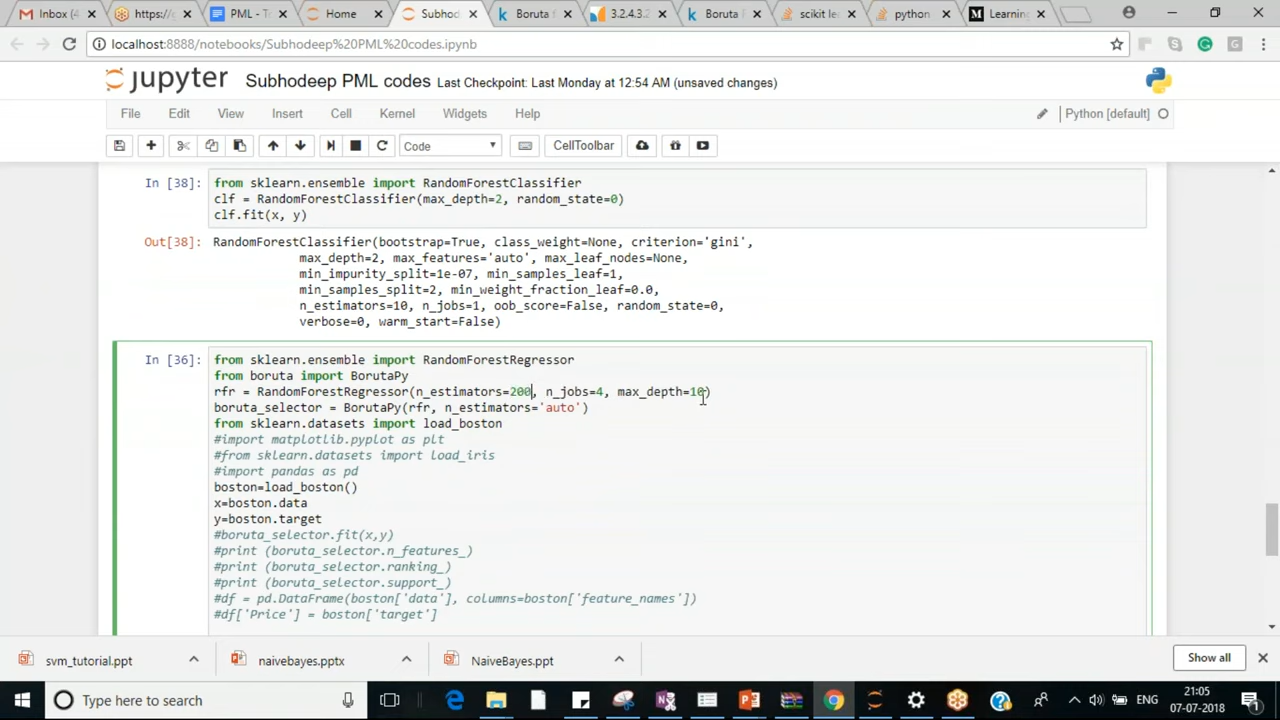 Inbox (4
https://g
PML - T
Home
Subhod
Boruta f
3.2.4.3.
Boruta
scikit le
python
Learning
localhost:8888/notebooks/Subhodeep%20PML%20codes.ipynb
jupyter Subhodeep PML codes Last Checkpoint: Last Monday at 12:54 AM (unsaved changes)
File Edit View Insert Cell Kernel Widgets Help Python [default]
Code CellToolbar
In [38]: from sklearn.ensemble import RandomForestClassifier
clf = RandomForestClassifier(max_depth=2, random_state=0)
clf.fit(x, y)
Out[38]: RandomForestClassifier(bootstrap=True, class_weight=None, criterion='gini',
max_depth=2, max_features='auto', max_leaf_nodes=None,
min_impurity_split=1e-07, min_samples_leaf=1,
min_samples_split=2, min_weight_fraction_leaf=0.0,
n_estimators=10, n_jobs=1, oob_score=False, random_state=0,
verbose=0, warm_start=False)
In [36]: from sklearn.ensemble import RandomForestRegressor
from boruta import BorutaPy
rfr = RandomForestRegressor(n_estimators=200, n_jobs=4, max_depth=10)
boruta_selector = BorutaPy(rfr, n_estimators='auto')
from sklearn.datasets import load_boston
#import matplotlib.pyplot as plt
#from sklearn.datasets import load_iris
#import pandas as pd
boston=load_boston()
x=boston.data
y=boston.target
#boruta_selector.fit(x,y)
#print (boruta_selector.n_features_)
#print (boruta_selector.ranking_)
#print (boruta_selector.support_)
#df = pd.DataFrame(boston['data'], columns=boston['feature_names'])
#df['Price'] = boston['target']
svm_tutorial.ppt
naivebayes.pptx
NaiveBayes.ppt
Show all
Type here to search
ENG
21:05
07-07-2018